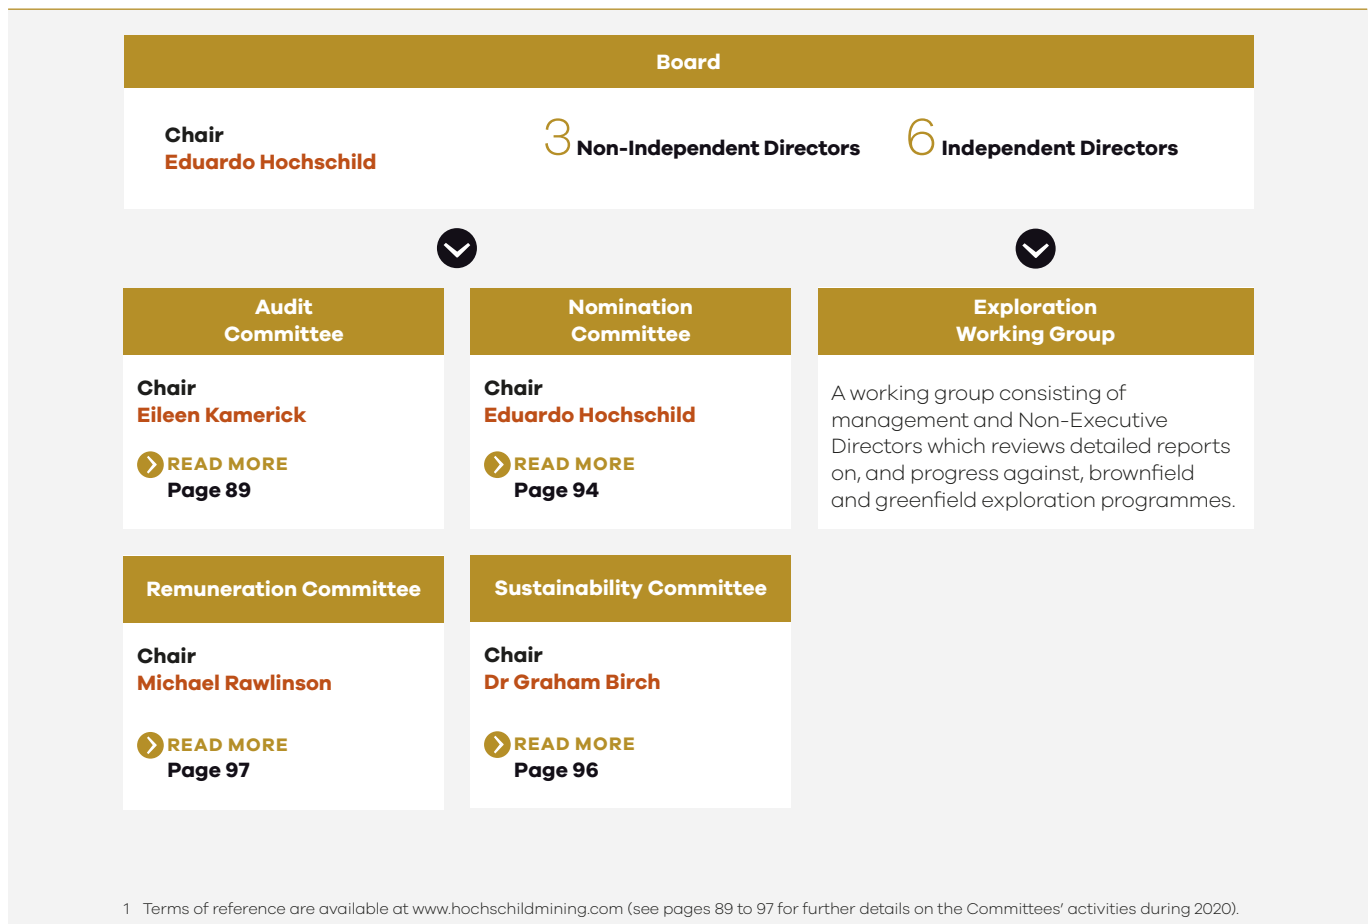 Board
Chair
Eduardo Hochschild
3 Non-Independent Directors
6 Independent Directors
Audit
Committee
Chair
Eileen Kamerick
READ MORE
Page 89
Nomination
Committee
Chair
Eduardo Hochschild
READ MORE
Page 94
Exploration
Working Group
A working group consisting of
management and Non-Executive
Directors which reviews detailed reports
on, and progress against, brownfield
and greenfield exploration programmes.
Remuneration Committee
Chair
Michael Rawlinson
READ MORE
Page 97
Sustainability Committee
Chair
Dr Graham Birch
READ MORE
Page 96
1 Terms of reference are available at www.hochschildmining.com (see pages 89 to 97 for further details on the Committees' activities during 2020).